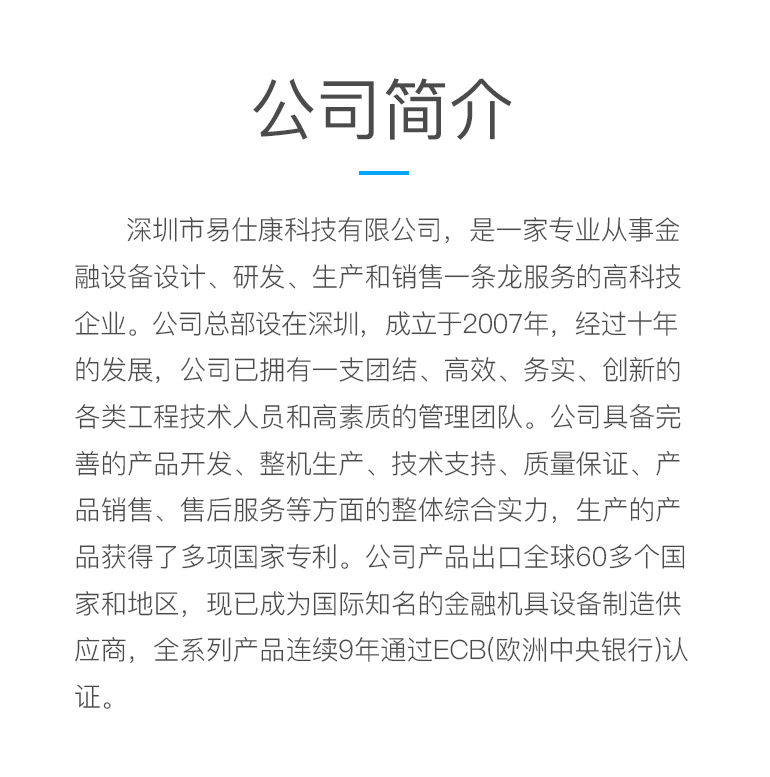 公司简介
深圳市易仕康科技有限公司，是一家专业从事金
融设备设计、研发、生产和销售一条龙服务的高科技
企业。公司总部设在深圳，成立于2007年，经过十年
的发展，公司已拥有一支团结、高效、务实、创新的
各类工程技术人员和高素质的管理团队。公司具备完
善的产品开发、整机生产、技术支持、质量保证、产
品销售、售后服务等方面的整体综合实力，生产的产
品获得了多项国家专利。公司产品出口全球60多个国
家和地区，现已成为国际知名的金融机具设备制造供
应商，全系列产品连续9年通过ECB(欧洲中央银行)认
证。